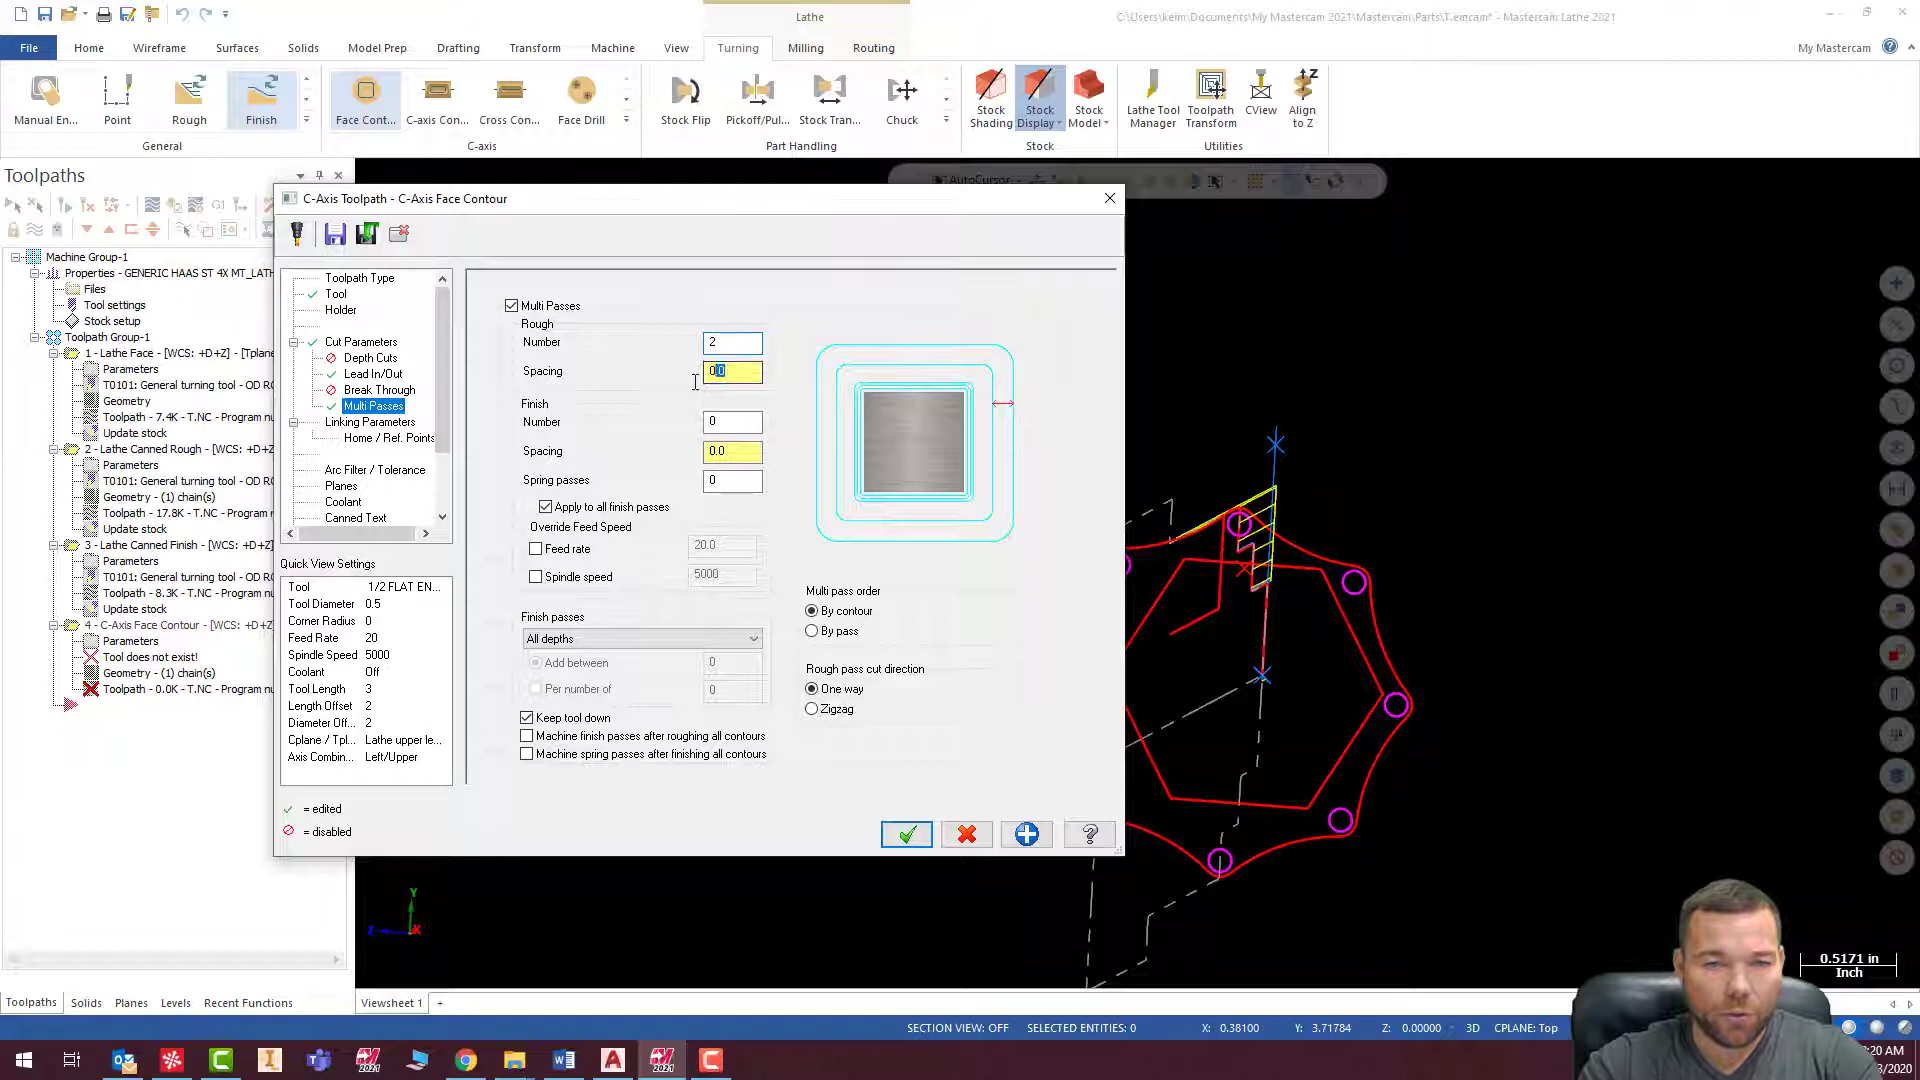 Lathe
C:\Users\keim\Documents\My Mastercam 2021\Mastercam\Parts\T.emcam* - Mastercam Lathe 2021
File Home Wireframe Surfaces Solids Model Prep Drafting Transform Machine View Turning Milling Routing My Mastercam
Manual En... Point Rough Finish
Face Cont... C-axis Con... Cross Con... Face Drill
Stock Flip Pickoff/Pul... Stock Tran... Chuck
Stock Shading Stock Display Stock Model
Lathe Tool Manager Toolpath Transform CView Align to Z
General C-axis Part Handling Stock Utilities
Toolpaths
AutoCursor
G1
Machine Group-1
Properties - GENERIC HAAS ST 4X MT_LATH
Files
Tool settings
Stock setup
Toolpath Group-1
1 - Lathe Face - [WCS: +D+Z] - [Tplane
Parameters
T0101: General turning tool - OD RO
Geometry
Toolpath - 7.4K - T.NC - Program nu
Update stock
2 - Lathe Canned Rough - [WCS: +D+Z
Parameters
T0101: General turning tool - OD RO
Geometry - (1) chain(s)
Toolpath - 17.8K - T.NC - Program n
Update stock
3 - Lathe Canned Finish - [WCS: +D+Z]
Parameters
T0101: General turning tool - OD RO
Geometry - (1) chain(s)
Toolpath - 8.3K - T.NC - Program nu
Update stock
4 - C-Axis Face Contour - [WCS: +D+Z]
Parameters
Tool does not exist!
Geometry - (1) chain(s)
Toolpath - 0.0K - T.NC - Program nu
C-Axis Toolpath - C-Axis Face Contour
Toolpath Type
Tool
Holder
Cut Parameters
Depth Cuts
Lead In/Out
Break Through
Multi Passes
Linking Parameters
Home / Ref. Points
Arc Filter / Tolerance
Planes
Coolant
Canned Text
Quick View Settings
Tool 1/2 FLAT EN...
Tool Diameter 0.5
Corner Radius 0
Feed Rate 20
Spindle Speed 5000
Coolant Off
Tool Length 3
Length Offset 2
Diameter Off... 2
Cplane / Tpl... Lathe upper le...
Axis Combin... Left/Upper
= edited
= disabled
Multi Passes
Rough
Number 2
Spacing 0.0
Finish
Number 0
Spacing 0.0
Spring passes 0
Apply to all finish passes
Override Feed Speed
Feed rate 20.0
Spindle speed 5000
Finish passes
All depths
Add between 0
Per number of 0
Keep tool down
Machine finish passes after roughing all contours
Machine spring passes after finishing all contours
Multi pass order
By contour
By pass
Rough pass cut direction
One way
Zigzag
Y
Z
X
0.5171 in
Inch
Toolpaths Solids Planes Levels Recent Functions Viewsheet 1 +
SECTION VIEW: OFF SELECTED ENTITIES: 0 X: 0.38100 Y: 3.71784 Z: 0.00000 3D CPLANE: Top
2021 2021
:20 AM
/2020